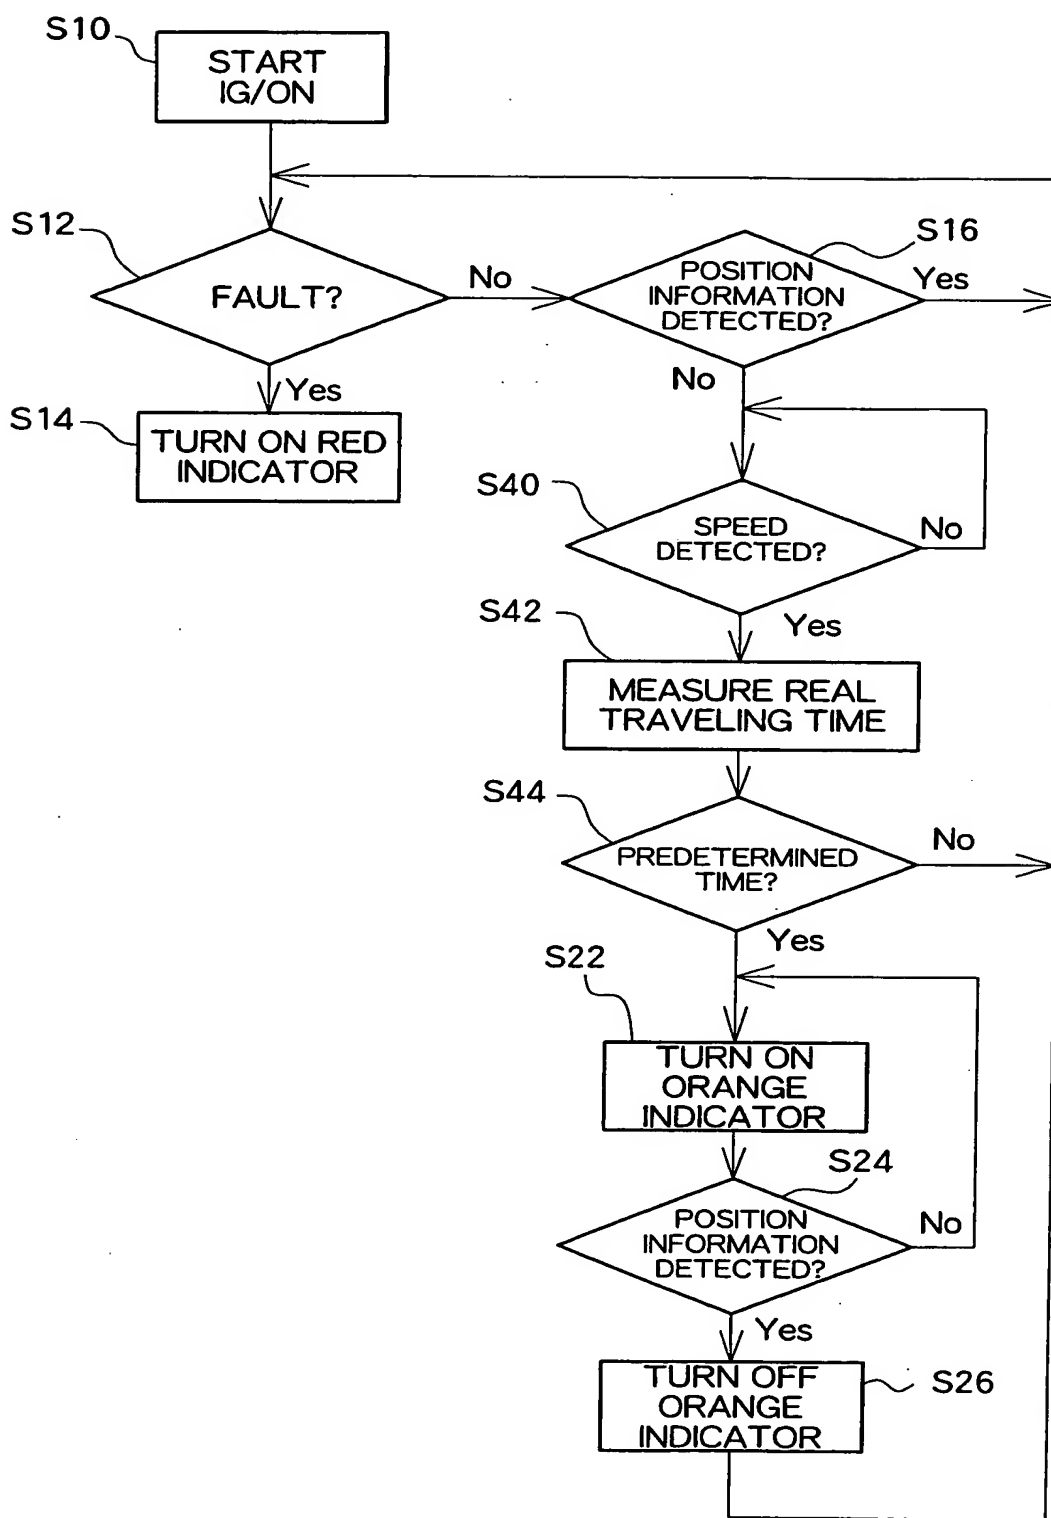 S10
START
IG/ON
S12
FAULT?
No
Yes
S14
TURN ON RED
INDICATOR
S16
POSITION
INFORMATION
DETECTED?
Yes
No
S40
SPEED
DETECTED?
No
Yes
S42
MEASURE REAL
TRAVELING TIME
S44
PREDETERMINED
TIME?
No
Yes
S22
TURN ON
ORANGE
INDICATOR
S24
POSITION
INFORMATION
DETECTED?
No
Yes
S26
TURN OFF
ORANGE
INDICATOR